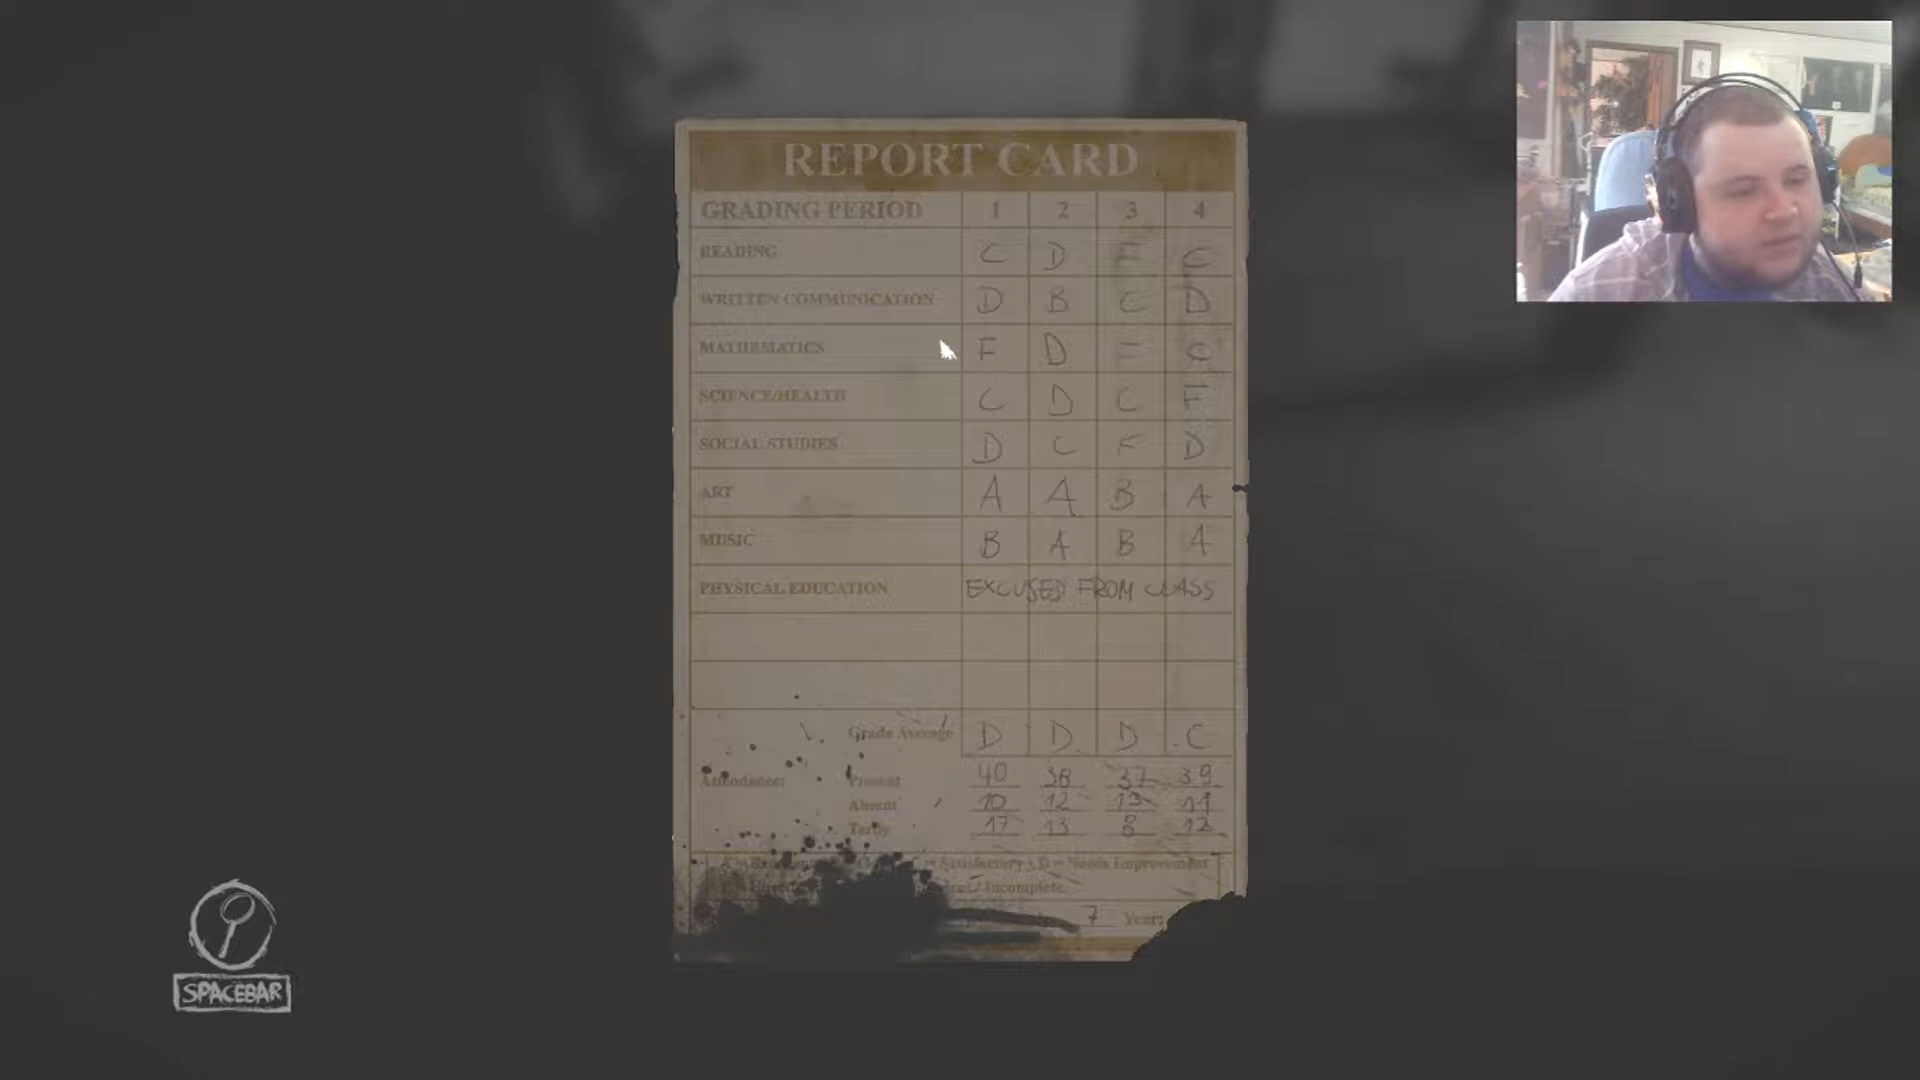 REPORT CARD
GRADING PERIOD 1 2 3 4
READING C D F C
WRITTEN COMMUNICATION D B C D
MATHEMATICS F D F C
SCIENCE/HEALTH C D C F
SOCIAL STUDIES D C F D
ART A A B A
MUSIC B A B A
PHYSICAL EDUCATION EXCUSED FROM CLASS
Grade Average D D D C
Attendance: Present 40 38 37 39
Absent 10 12 13 11
Tardy 17 13 8 12
C = Satisfactory • D = Needs Improvement
/ Incomplete.
7 Year:
SPACEBAR